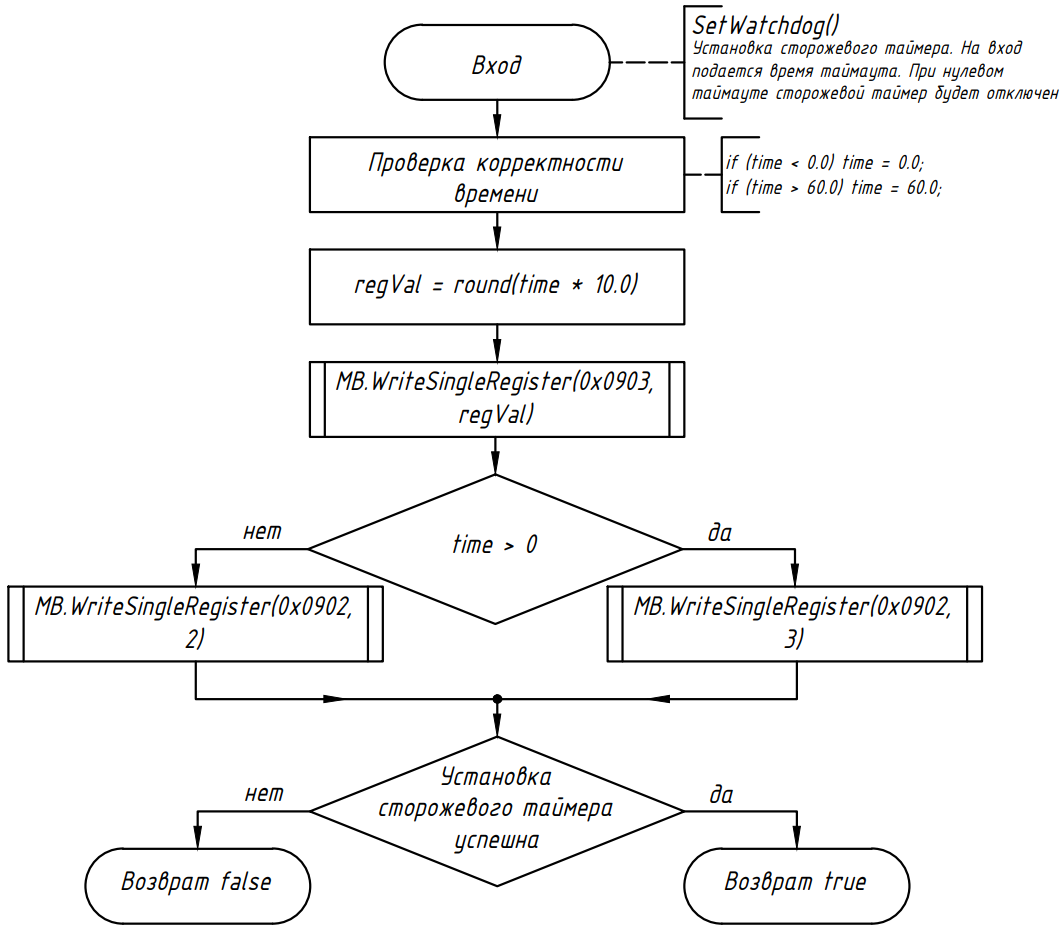 Вход
SetWatchdog()
Установка сторожевого таймера. На вход
подается время таймаута. При нулевом
таймауте сторожевой таймер будет отключен
Проверка корректности
времени
if (time < 0.0) time = 0.0;
if (time > 60.0) time = 60.0;
regVal = round(time * 10.0)
MB.WriteSingleRegister(0x0903,
regVal)
time > 0
нет
да
MB.WriteSingleRegister(0x0902,
2)
MB.WriteSingleRegister(0x0902,
3)
Установка
сторожевого таймера
успешна
нет
да
Возврат false
Возврат true